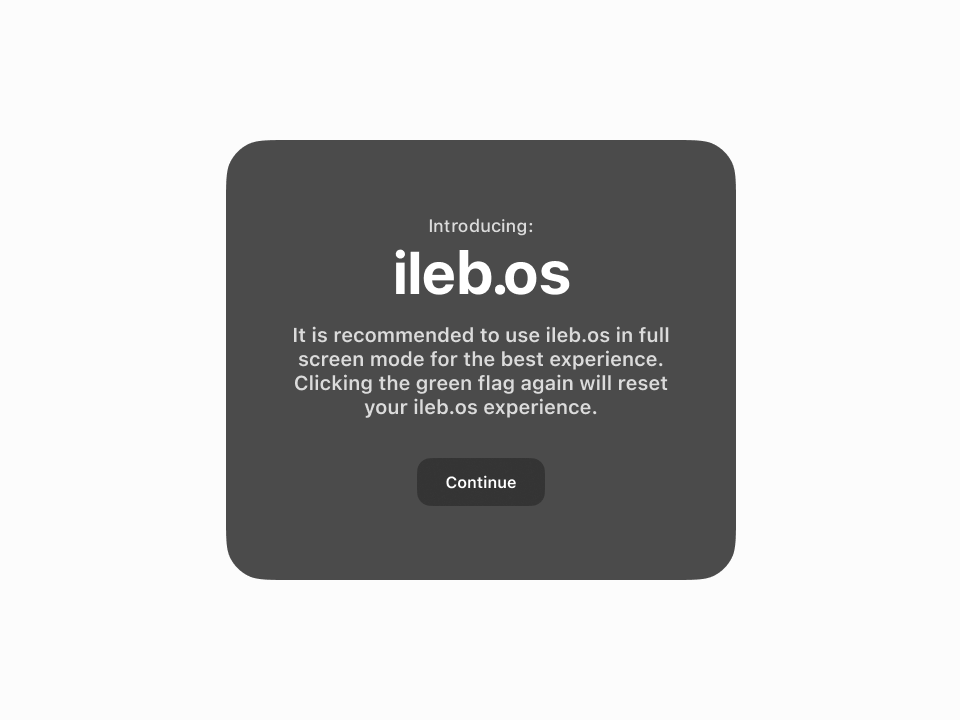 Introducing:
ileb.os
It is recommended to use ileb.os in full
screen mode for the best experience.
Clicking the green flag again will reset
your ileb.os experience.
Continue